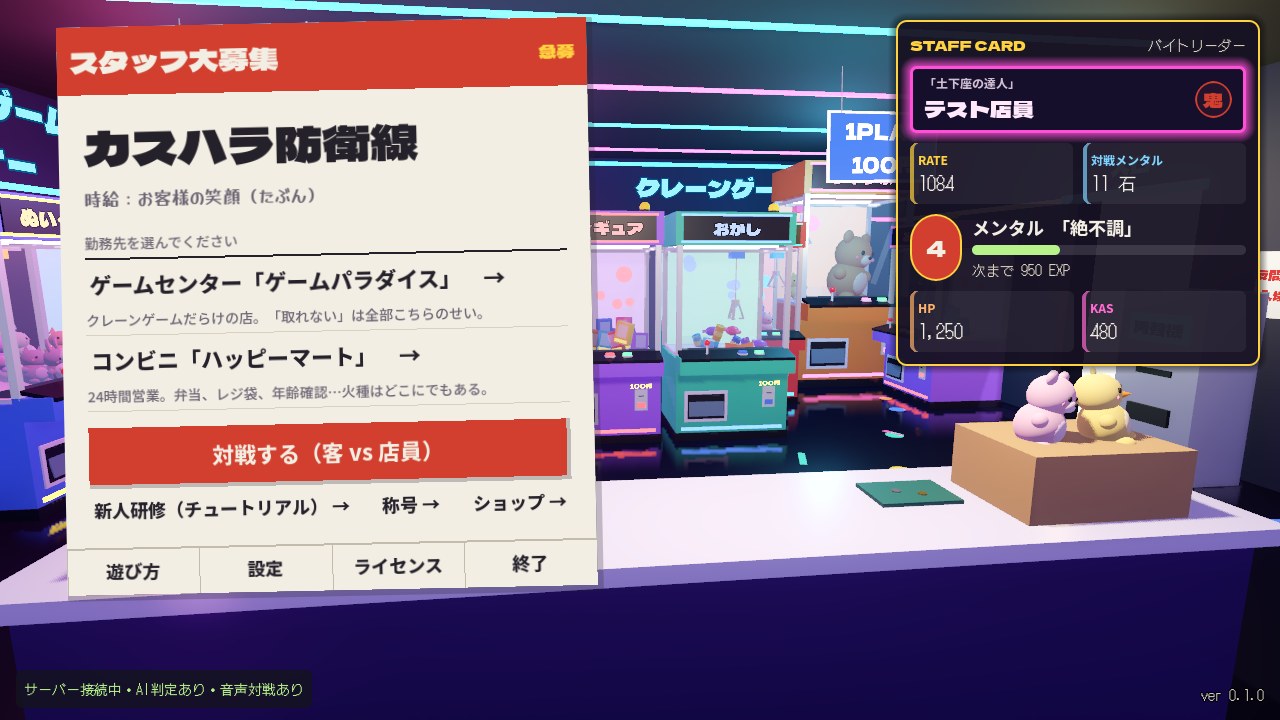 スタッフ大募集
急募
カスハラ防衛線
時給：お客様の笑顔（たぷん）
勤務先を選んでください
ゲームセンター「ゲームパラダイス」 →
クレーンゲームだらけの店。「取れない」は全部こちらのせい。
コンビニ「ハッピーマート」 →
24時間営業。弁当、レジ袋、年齢確認…火種はどこにでもある。
対戦する（客 vs 店員）
新人研修（チュートリアル）→ 称号→ ショップ→
遊び方 設定 ライセンス 終了
サーバー接続中・AI判定あり・音声対戦あり
クレーンゲー
ギュア
おかし
ぬい
1PL
100
100円
100円
STAFF CARD
バイトリーダー
「土下座の達人」
テスト店員
RATE
1084
対戦メンタル
11 石
4
メンタル 「絶不調」
次まで 950 EXP
HP
1,250
KAS
480
ver 0.1.0